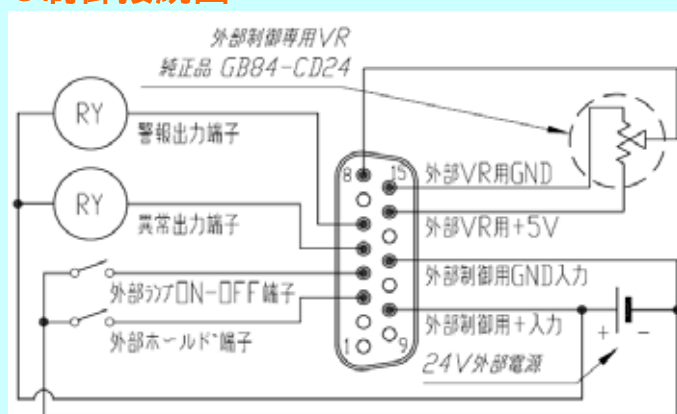 外部制御専用VR
純正品 GB84-CD24
RY
警報出力端子
8
15
外部VR用GND
RY
異常出力端子
外部VR用+5V
外部ランプON-OFF端子
外部制御用GND入力
外部ホールド端子
1
9
外部制御用+入力
+
-
24V外部電源